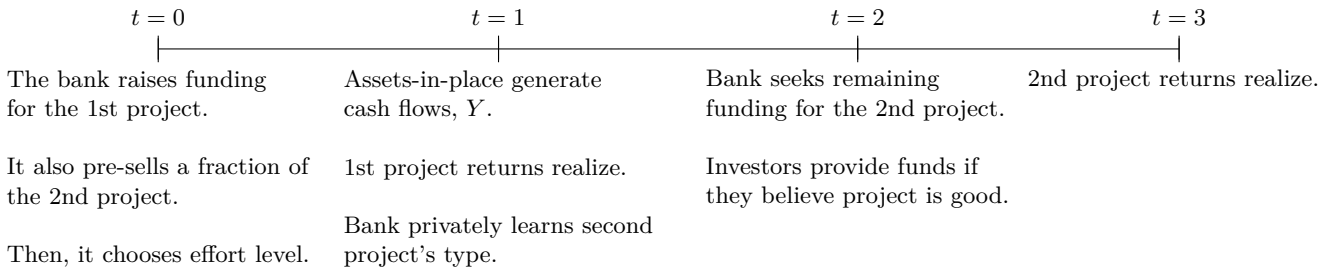 t = 0
t = 1
t = 2
t = 3
The bank raises funding
for the 1st project.
It also pre-sells a fraction of
the 2nd project.
Then, it chooses effort level.
Assets-in-place generate
cash flows, Y.
1st project returns realize.
Bank privately learns second
project's type.
Bank seeks remaining
funding for the 2nd project.
Investors provide funds if
they believe project is good.
2nd project returns realize.